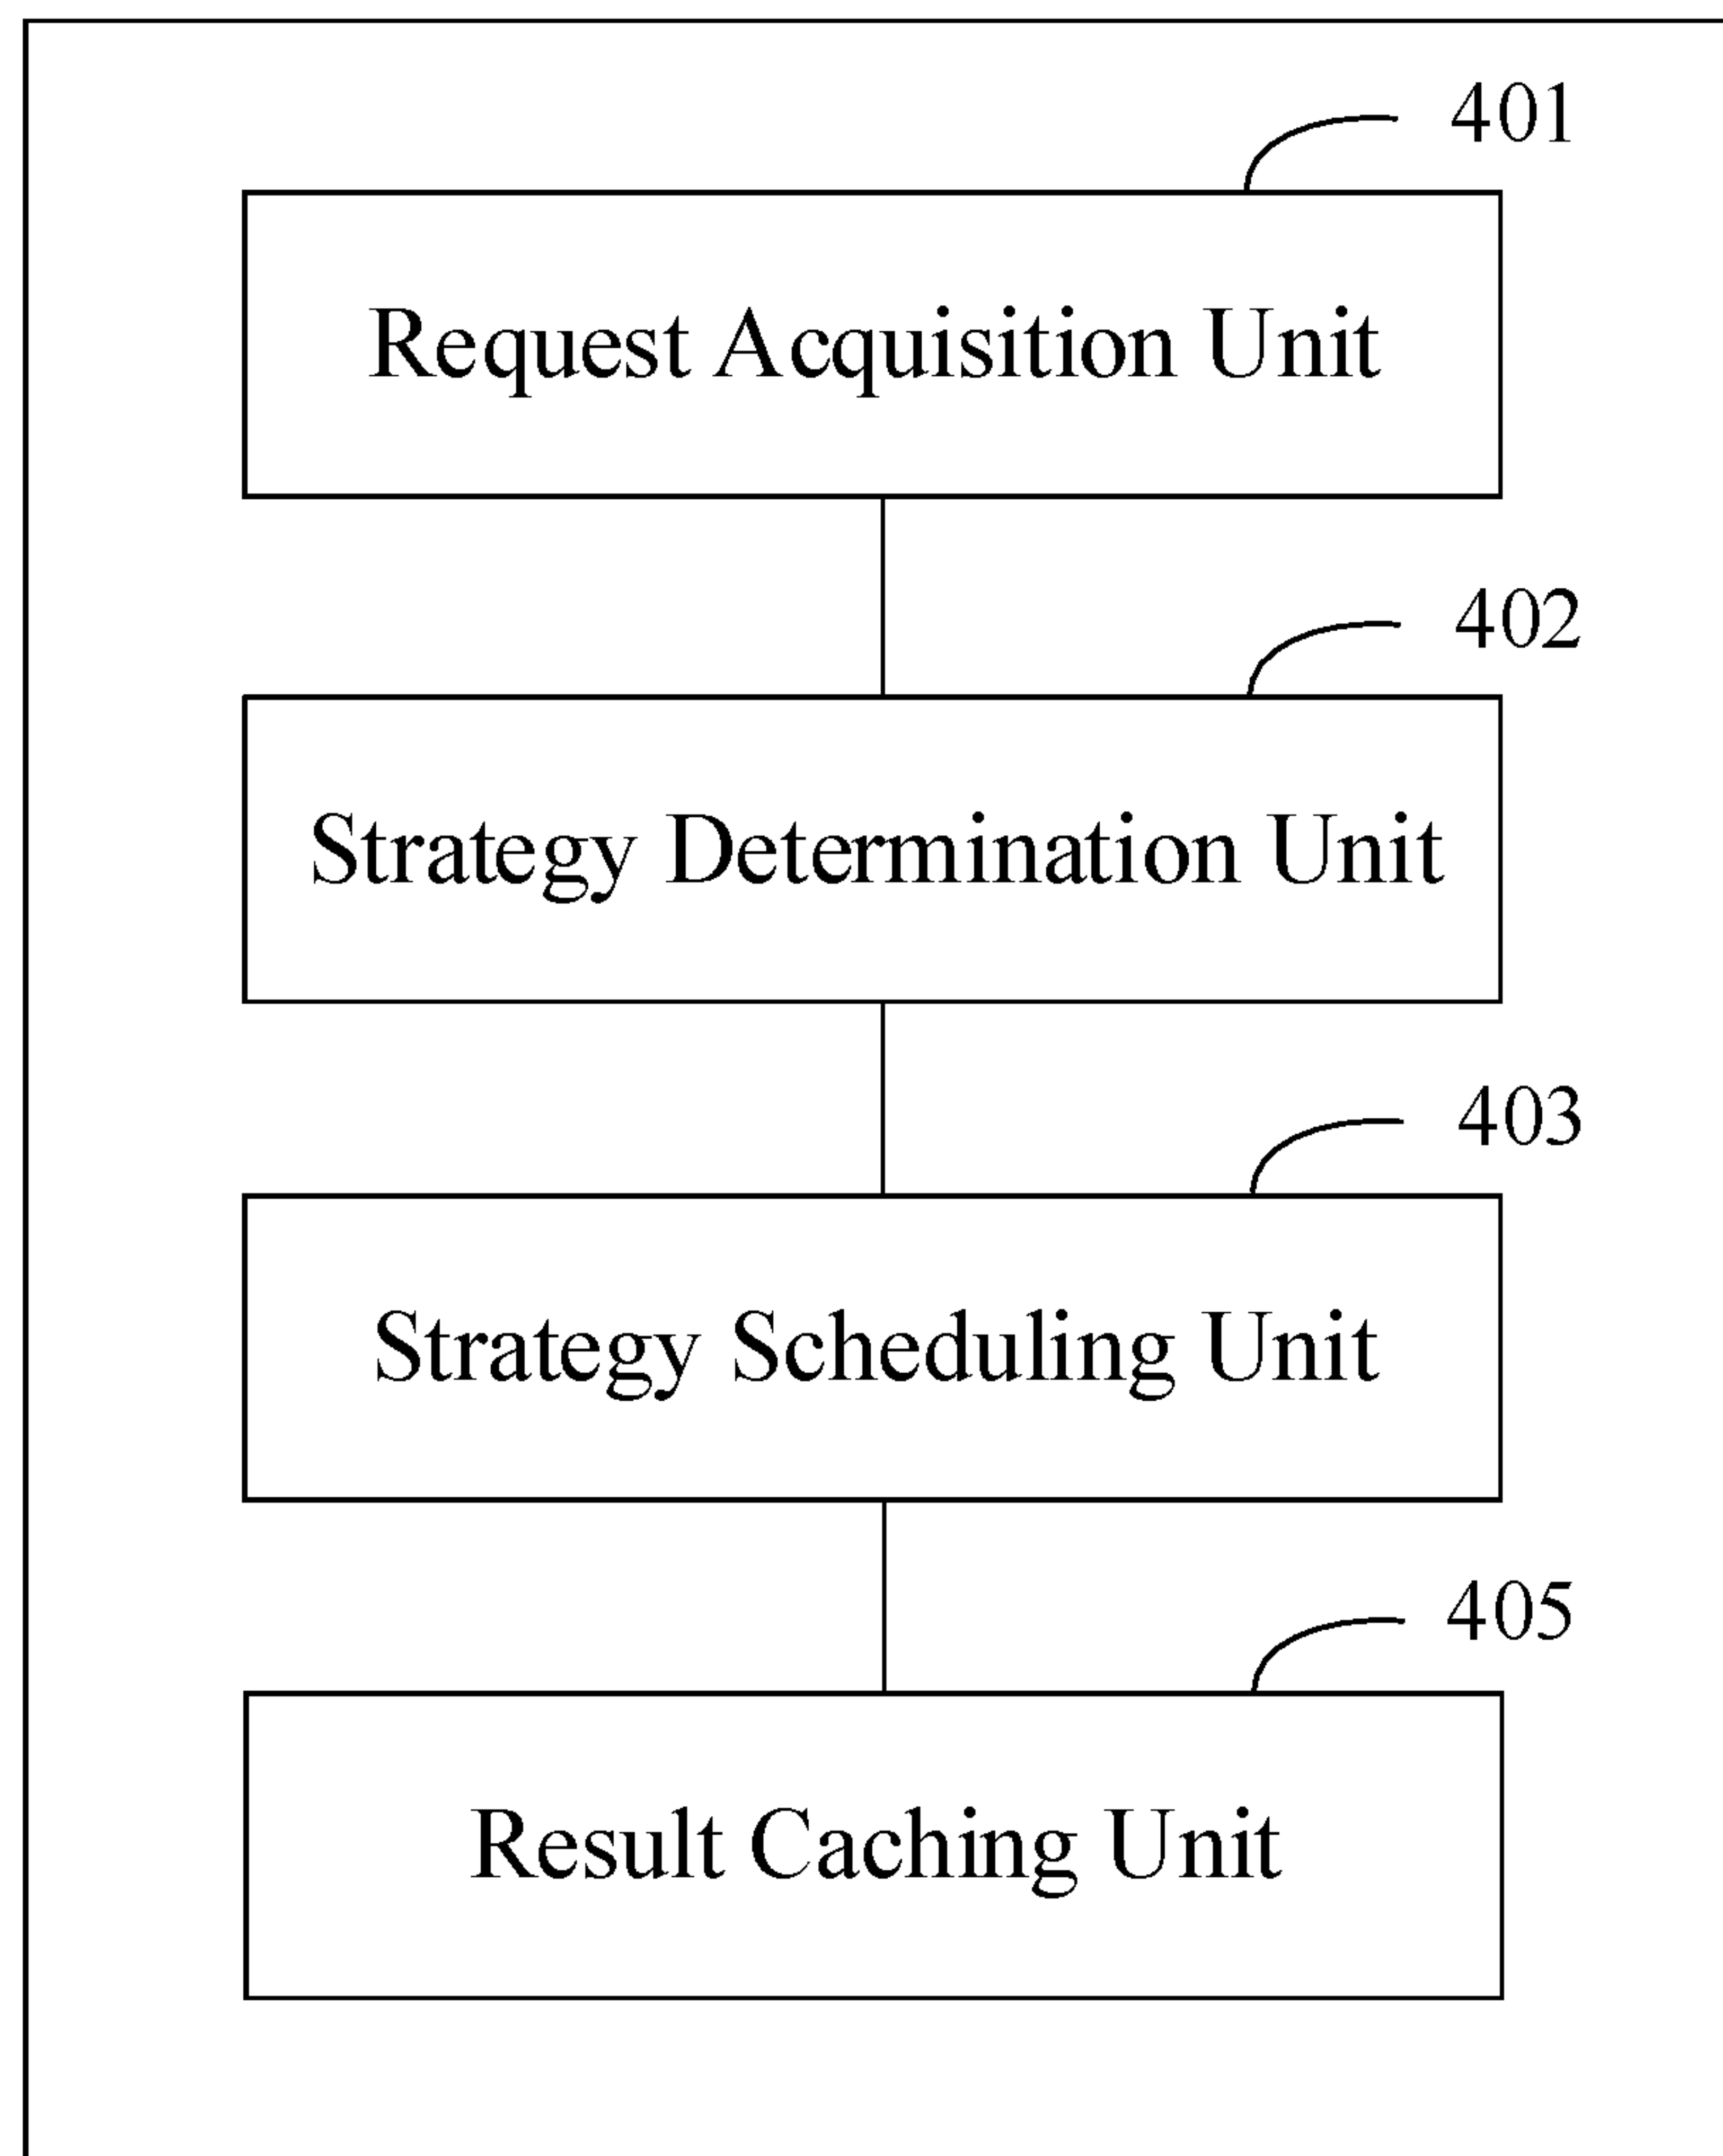 401
Request Acquisition Unit
402
Strategy Determination Unit
403
Strategy Scheduling Unit
405
Result Caching Unit